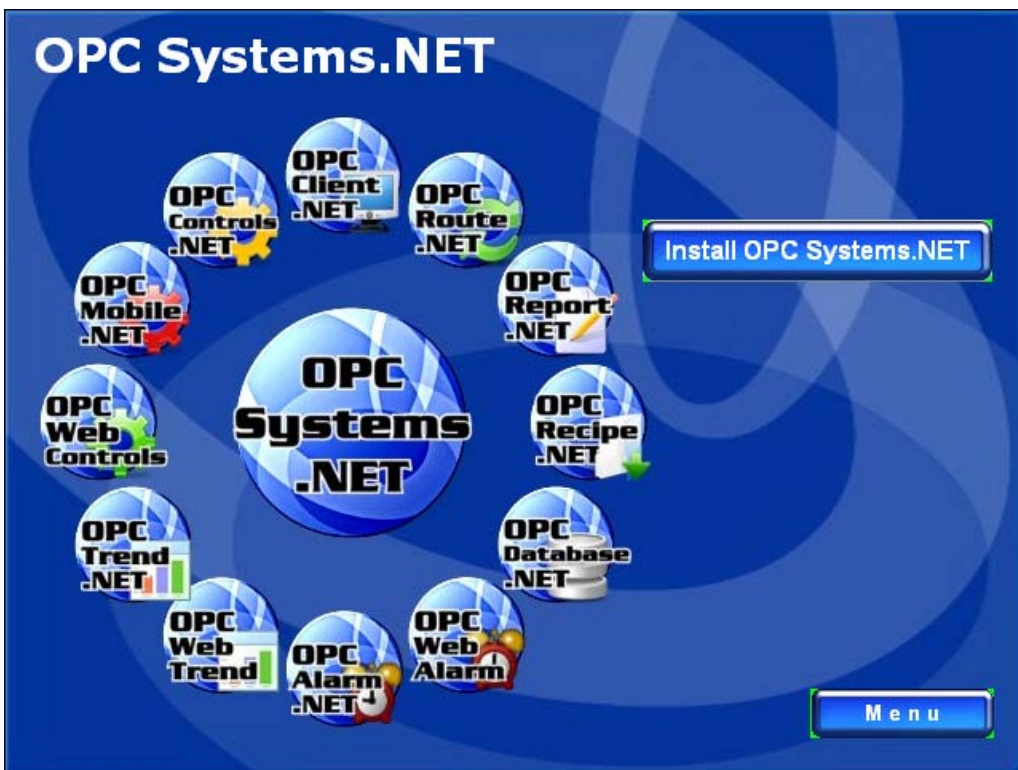 OPC Systems.NET
OPC
Client
.NET
OPC
Controls
.NET
OPC
Route
.NET
OPC
Mobile
.NET
OPC
Report
.NET
Install OPC Systems.NET
OPC
Systems
.NET
OPC
Web
Controls
OPC
Recipe
.NET
OPC
Trend
.NET
OPC
Database
.NET
OPC
Web
Trend
OPC
Alarm
.NET
OPC
Web
Alarm
Menu